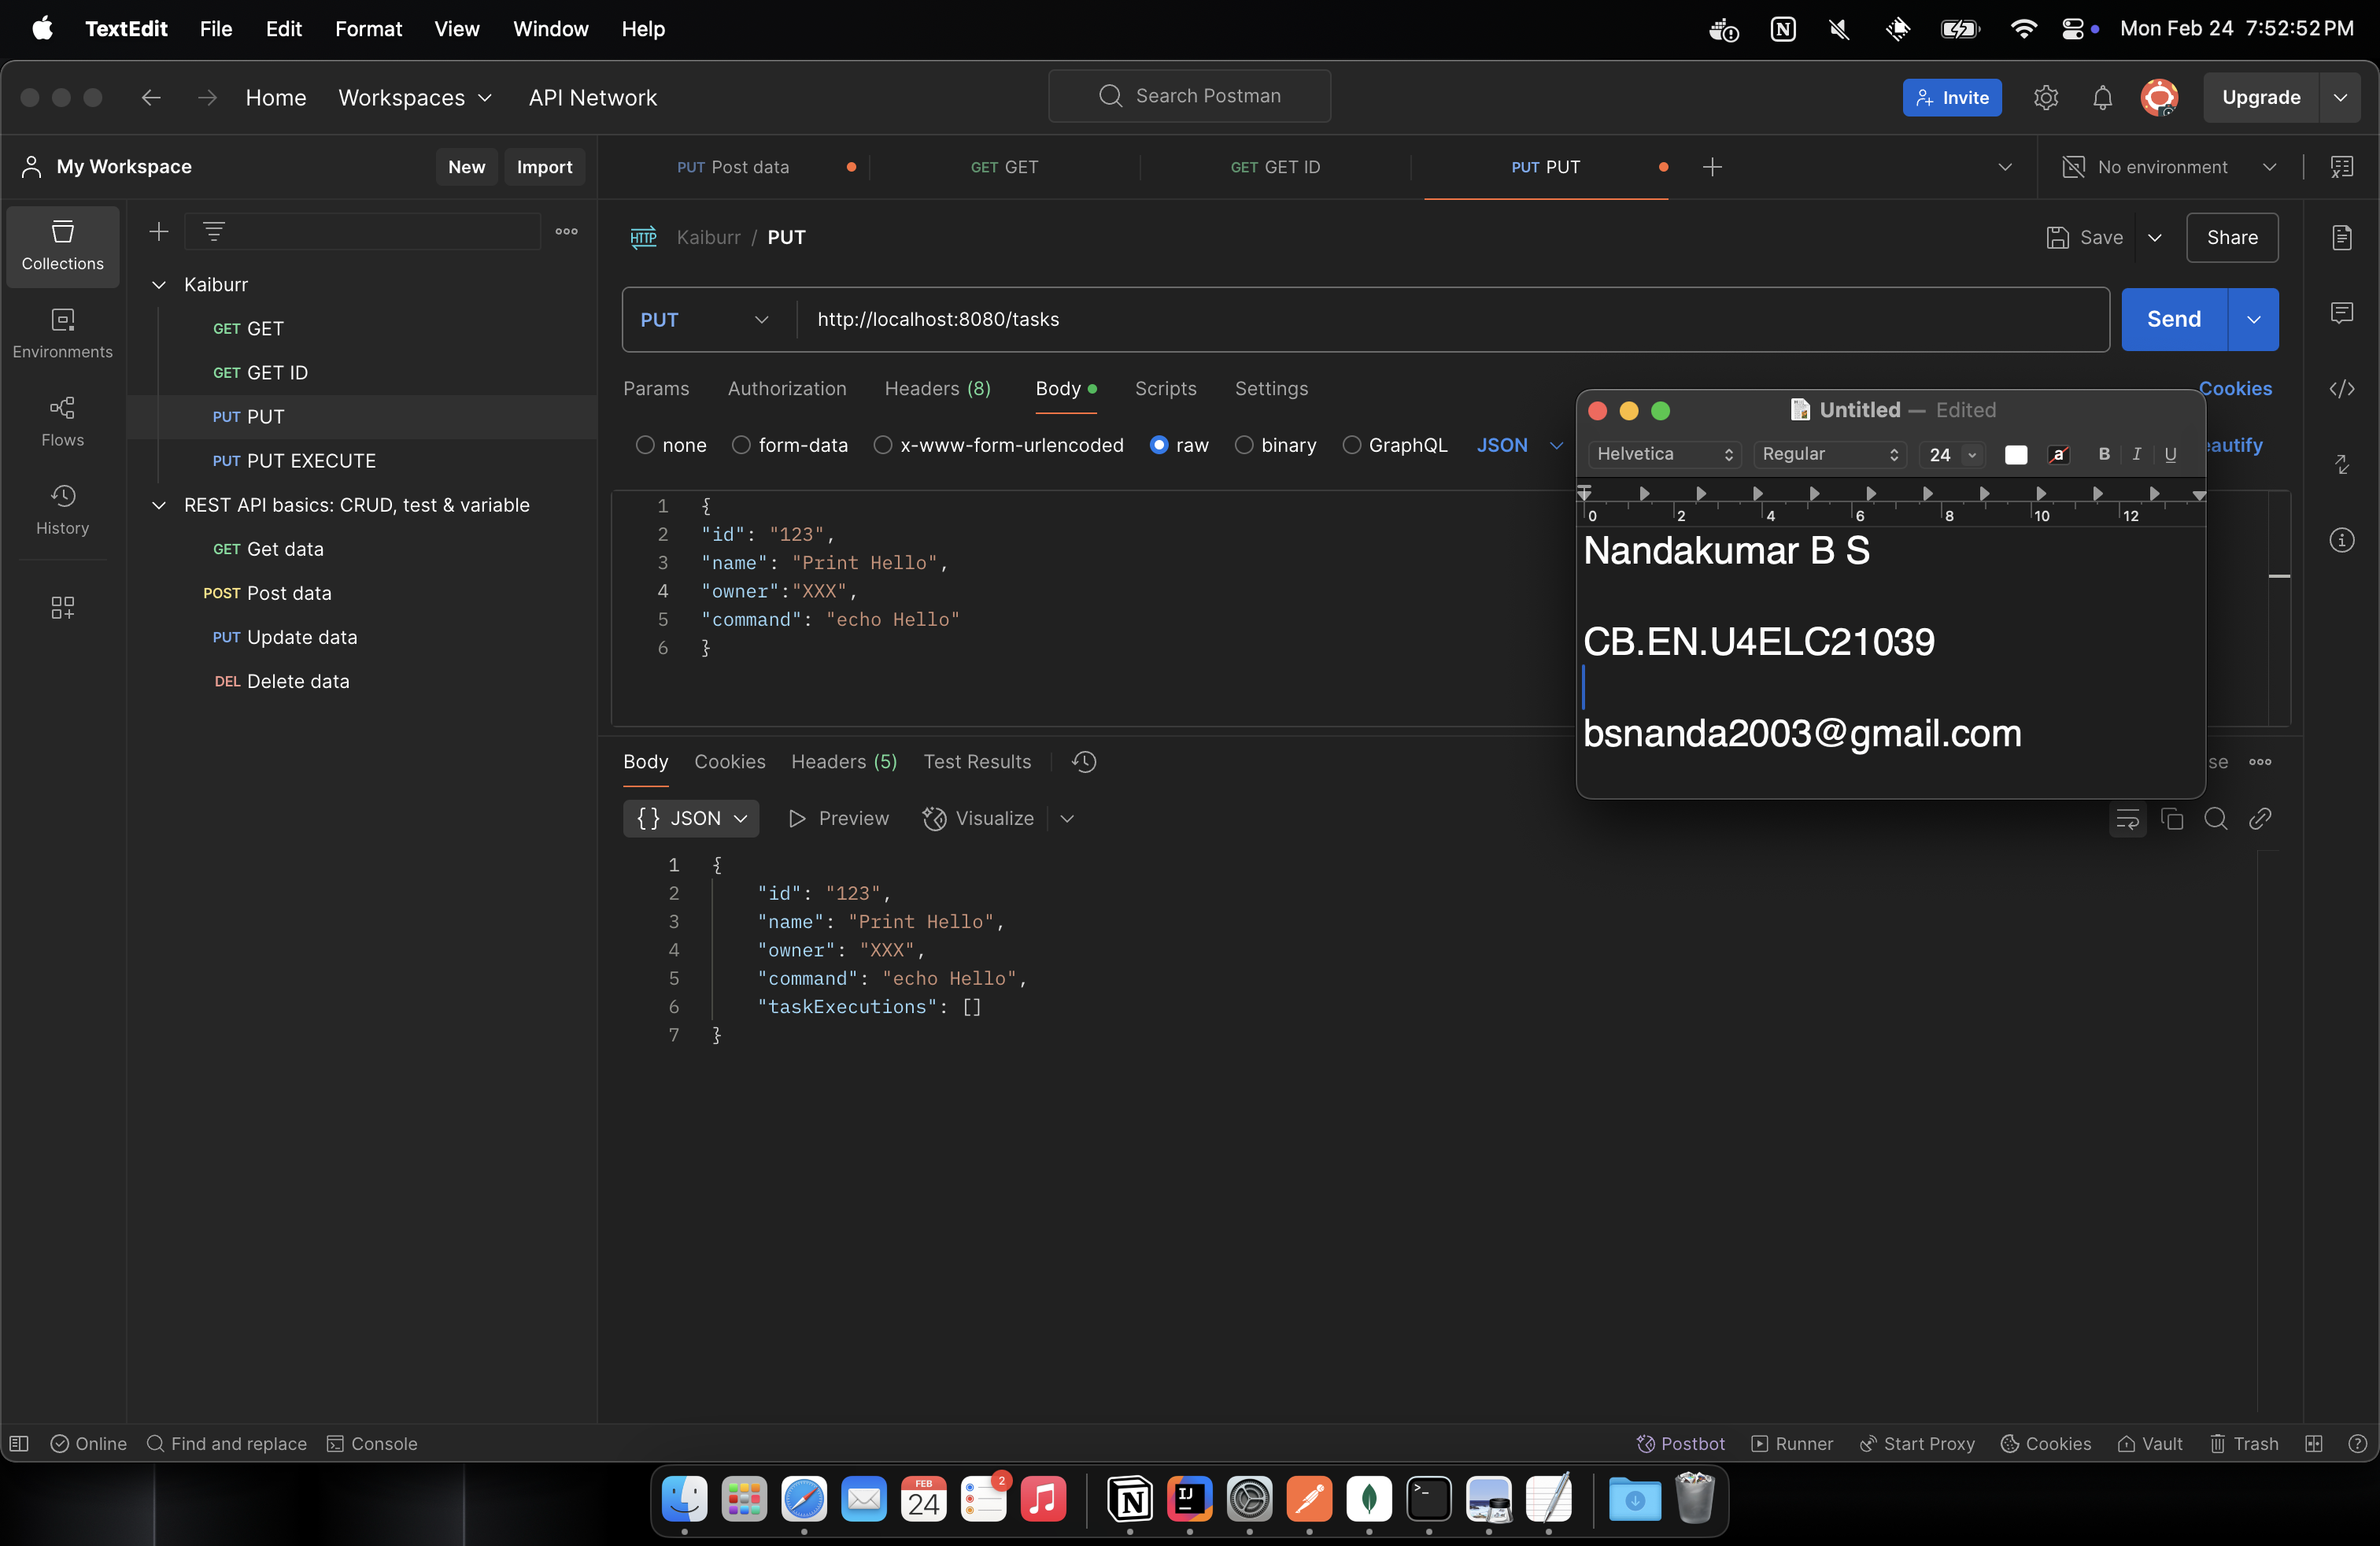 TextEdit File Edit Format View Window Help Mon Feb 24 7:52:52 PM
Home Workspaces API Network Search Postman Invite Upgrade
My Workspace New Import PUT Post data GET GET GET GET ID PUT PUT No environment
Collections
Environments
Flows
History
Kaiburr
GET GET
GET GET ID
PUT PUT
PUT PUT EXECUTE
REST API basics: CRUD, test & variable
GET Get data
POST Post data
PUT Update data
DEL Delete data
HTTP Kaiburr / PUT Save Share
PUT http://localhost:8080/tasks Send
Params Authorization Headers (8) Body Scripts Settings Cookies
none form-data x-www-form-urlencoded raw binary GraphQL JSON eautify
1 {
2 "id": "123",
3 "name": "Print Hello",
4 "owner":"XXX",
5 "command": "echo Hello"
6 }
Untitled — Edited
Helvetica Regular 24 a B I U
0 2 4 6 8 10 12
Nandakumar B S
CB.EN.U4ELC21039
bsnanda2003@gmail.com
Body Cookies Headers (5) Test Results se
{} JSON Preview Visualize
1 {
2 "id": "123",
3 "name": "Print Hello",
4 "owner": "XXX",
5 "command": "echo Hello",
6 "taskExecutions": []
7 }
Online Find and replace Console Postbot Runner Start Proxy Cookies Vault Trash
FEB
24
2
N
IJ